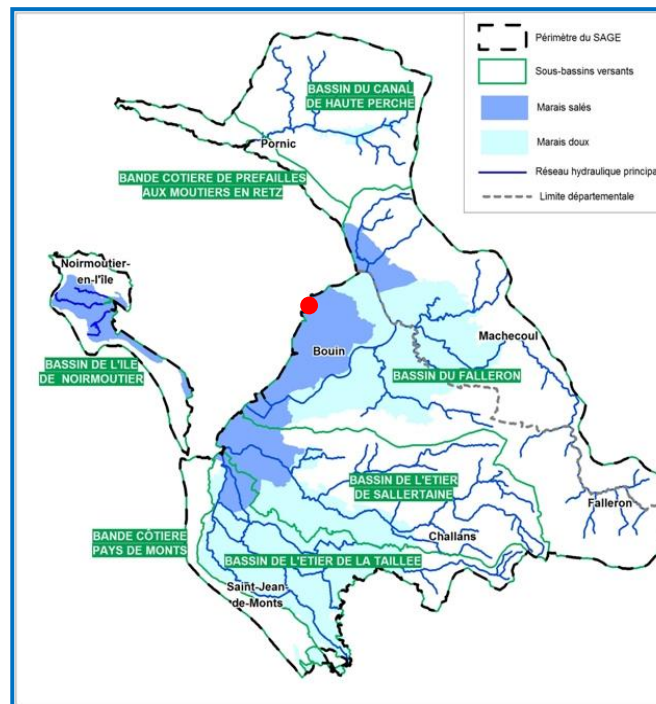 Périmètre du SAGE
Sous-bassins versants
Marais salés
Marais doux
Réseau hydraulique principa
Limite départementale
BASSIN DU CANAL
DE HAUTE PERCHE
Pornic
BANDE COTIERE DE PREFAILLES
AUX MOUTIERS EN RETZ
Noirmoutier-
en-l'île
BASSIN DE L'ILE
DE NOIRMOUTIER
Bouin
Machecoul
BASSIN DU FALLERON
BASSIN DE L'ETIER
DE SALLERTAINE
Falleron
Challans
BANDE CÔTIERE
PAYS DE MONTS
BASSIN DE L'ETIER DE LA TAILLEE
Saint-Jean-
de-Monts